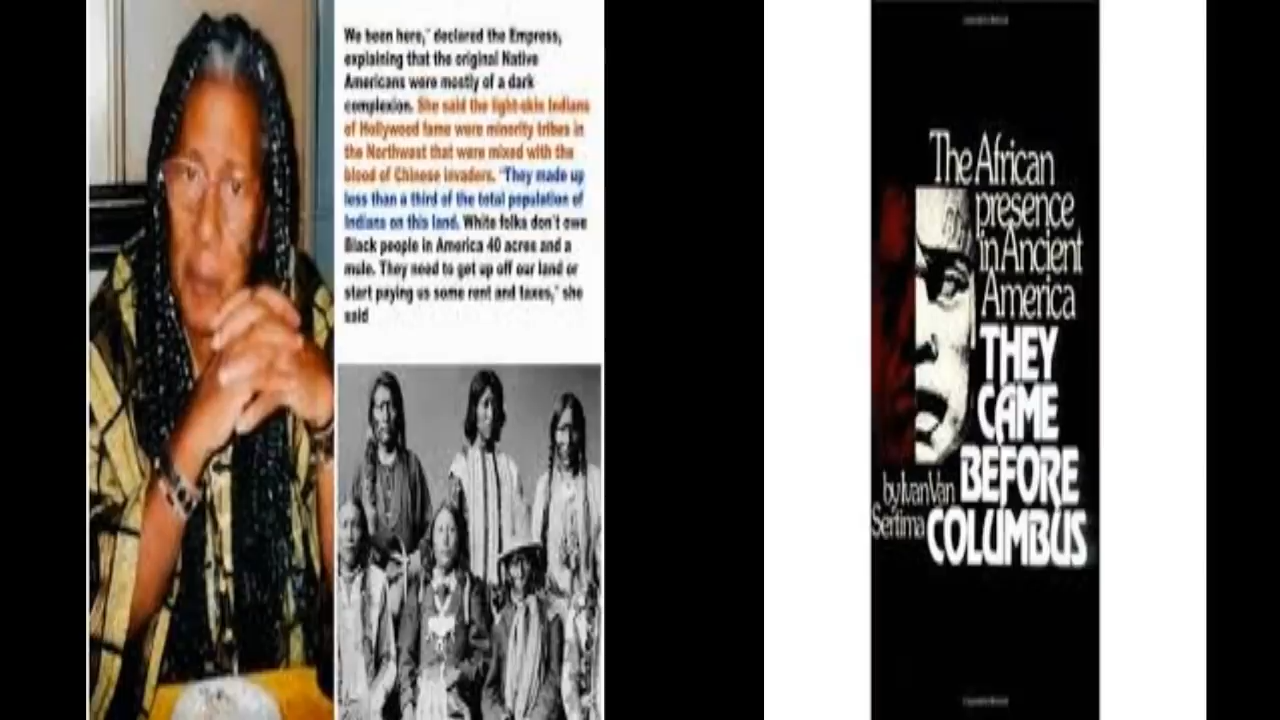 We been here," declared the Empress,
explaining that the original Native
Americans were mostly of a dark
complexion. She said the light-skin Indians
of Hollywood fame were minority tribes in
the Northwest that were mixed with the
blood of Chinese invaders. "They made up
less than a third of the total population of
Indians on this land. White folks don't owe
Black people in America 40 acres and a
mule. They need to get up off our land or
start paying us some rent and taxes," she
said
The African
presence
in Ancient
America
THEY
CAME
BEFORE
COLUMBUS
by Ivan Van
Sertima